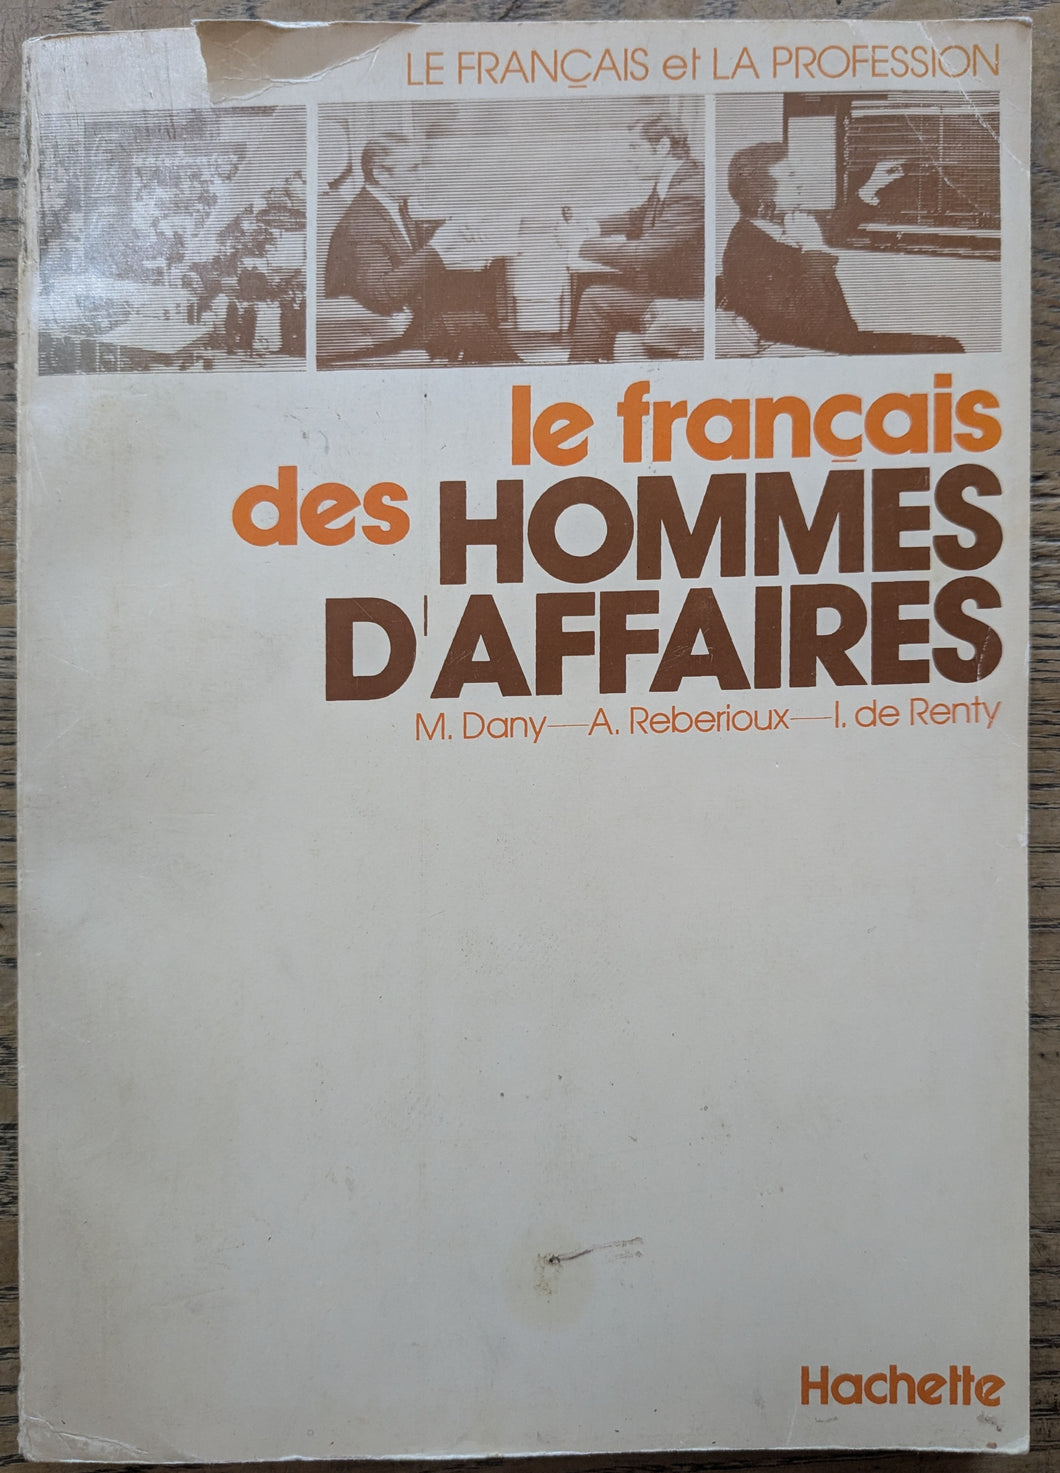 LE FRANÇAIS et LA PROFESSION
le français
des HOMMES
D'AFFAIRES
M. Dany—A. Reberioux—I. de Renty
Hachette